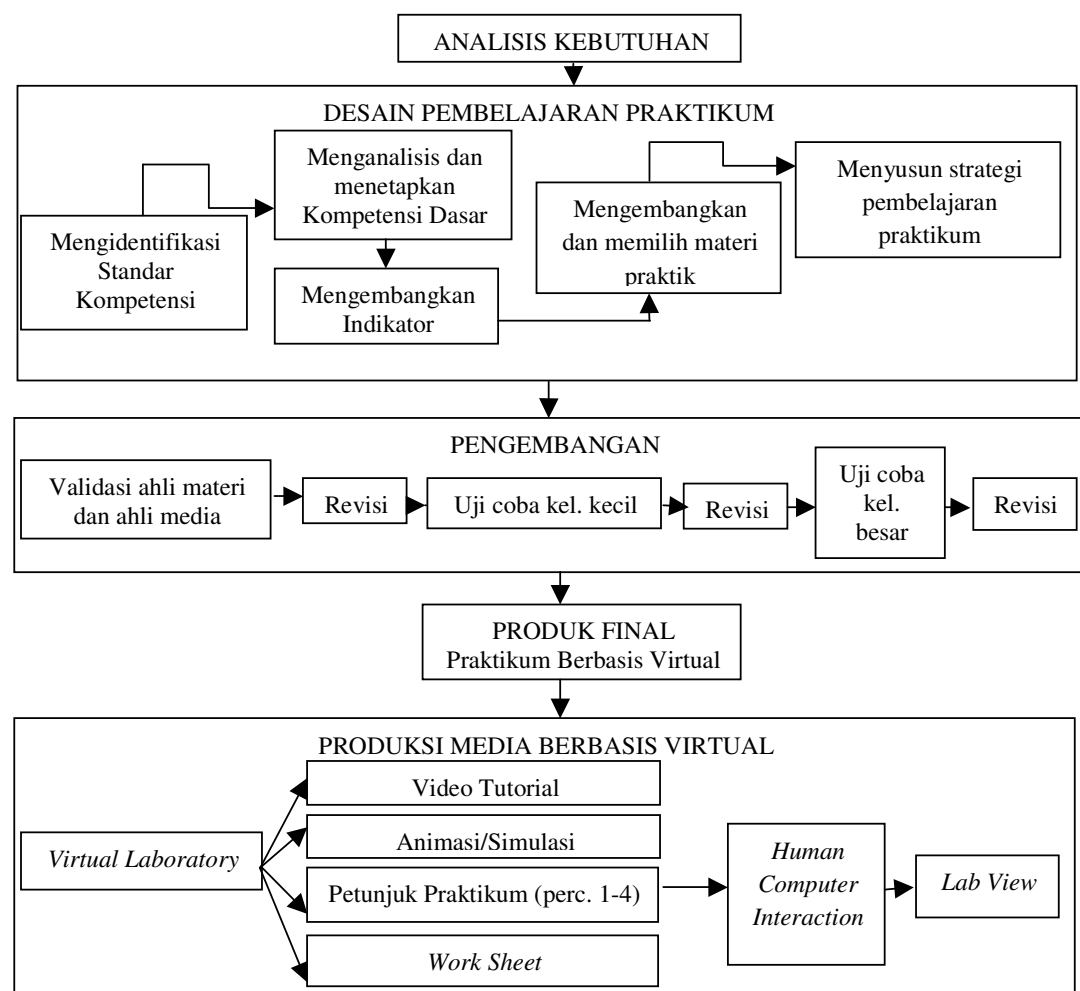 ANALISIS KEBUTUHAN
DESAIN PEMBELAJARAN PRAKTIKUM
Mengidentifikasi
Standar
Kompetensi
Menganalisis dan
menetapkan
Kompetensi Dasar
Mengembangkan
Indikator
Mengembangkan
dan memilih materi
praktik
Menyusun strategi
pembelajaran
praktikum
PENGEMBANGAN
Validasi ahli materi
dan ahli media
Revisi
Uji coba kel. kecil
Revisi
Uji coba
kel.
besar
Revisi
PRODUK FINAL
Praktikum Berbasis Virtual
PRODUKSI MEDIA BERBASIS VIRTUAL
Virtual Laboratory
Video Tutorial
Animasi/Simulasi
Petunjuk Praktikum (perc. 1-4)
Work Sheet
Human
Computer
Interaction
Lab View